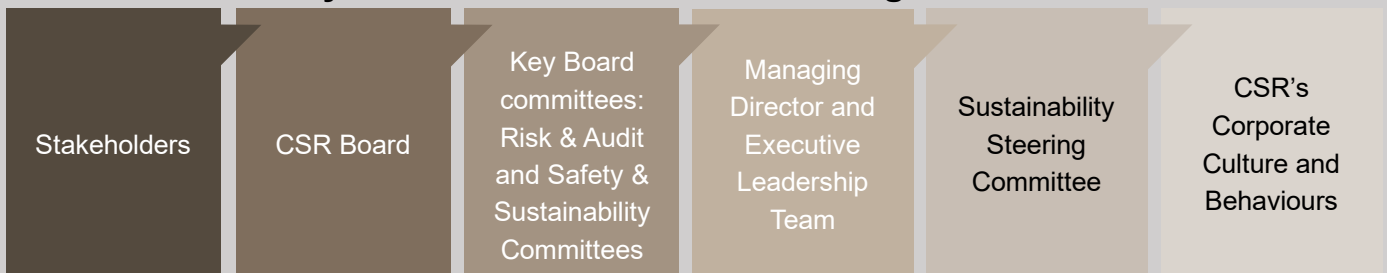 Stakeholders
CSR Board
Key Board
committees:
Risk & Audit
and Safety &
Sustainability
Committees
Managing
Director and
Executive
Leadership
Team
Sustainability
Steering
Committee
CSR’s
Corporate
Culture and
Behaviours